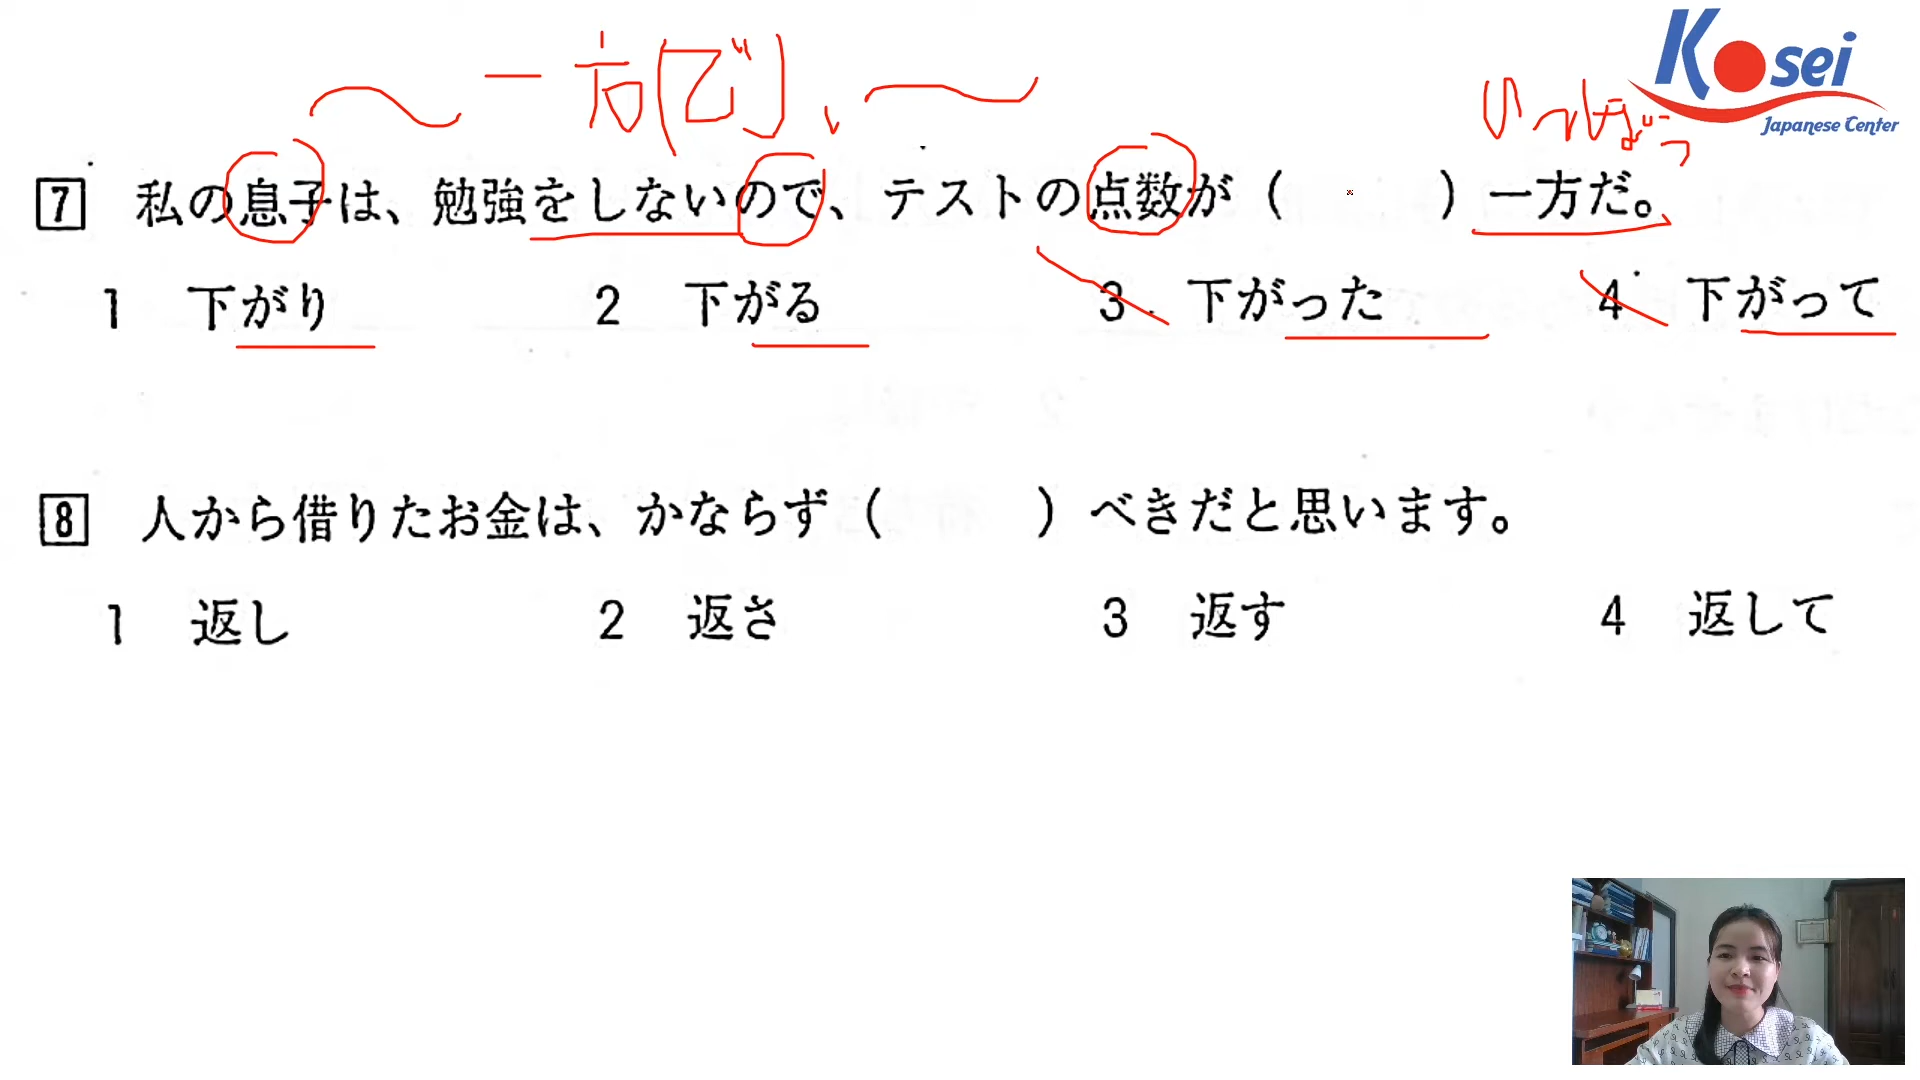 Kosei
Japanese Center
～一方(で)、～
いっぽう
7 私の息子は、勉強をしないので、テストの点数が（　　）一方だ。
1 下がり 2 下がる 3 下がった 4 下がって
8 人から借りたお金は、かならず（　　）べきだと思います。
1 返し 2 返さ 3 返す 4 返して